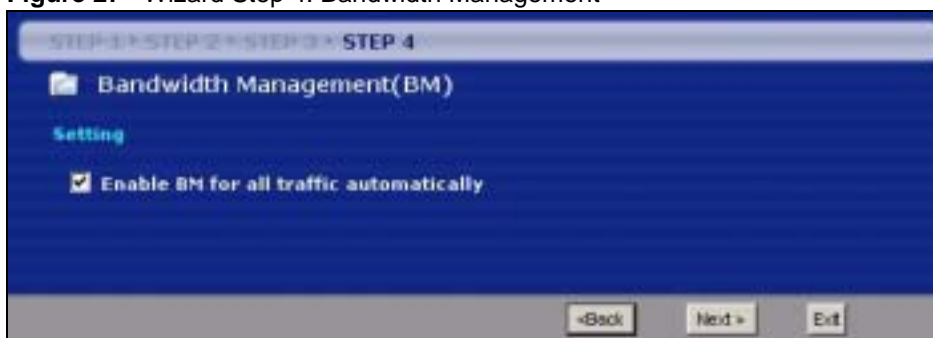 Figure 27 Wizard Step 4: Bandwidth Management
STEP 1 STEP 2 STEP 3 STEP 4
Bandwidth Management(BM)
Setting
Enable BM for all traffic automatically
<Back Next > Exit